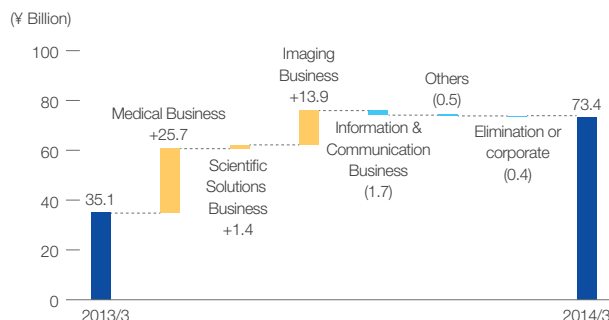 (¥ Billion)
100
80
60
40
20
0
35.1
Medical Business
+25.7
Scientific
Solutions
Business
+1.4
Imaging
Business
+13.9
Information &
Communication
Business
(1.7)
Others
(0.5)
Elimination or
corporate
(0.4)
73.4
2013/3
2014/3